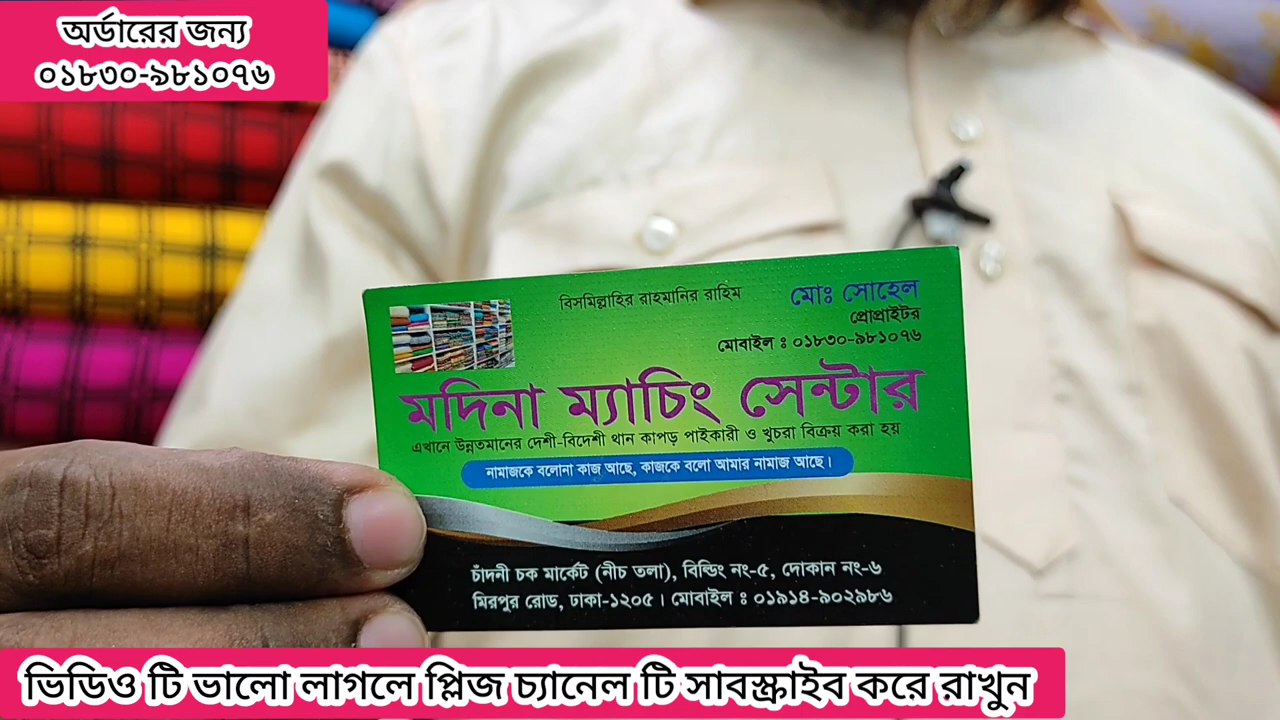 অর্ডারের জন্য
০১৮৩০-৯৮১০৭৬
বিসমিল্লাহির রাহমানির রাহিম
মোঃ সোহেল
প্রোপ্রাইটর
মোবাইল ঃ ০১৮৩০-৯৮১০৭৬
মদিনা ম্যাচিং সেন্টার
এখানে উন্নতমানের দেশী-বিদেশী থান কাপড় পাইকারী ও খুচরা বিক্রয় করা হয়
নামাজকে বলোনা কাজ আছে, কাজকে বলো আমার নামাজ আছে।
চাঁদনী চক মার্কেট (নীচ তলা), বিল্ডিং নং-৫, দোকান নং-৬
মিরপুর রোড, ঢাকা-১২০৫। মোবাইল ঃ ০১৯১৪-৯০২৯৮৬
ভিডিও টি ভালো লাগলে প্লিজ চ্যানেল টি সাবস্ক্রাইব করে রাখুন